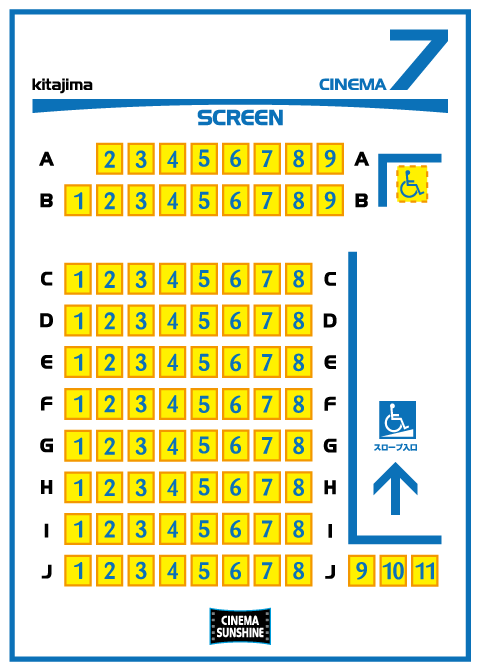 7
kitajima CINEMA
SCREEN
A 2 3 4 5 6 7 8 9 A
B 1 2 3 4 5 6 7 8 9 B
C 1 2 3 4 5 6 7 8 C
D 1 2 3 4 5 6 7 8 D
E 1 2 3 4 5 6 7 8 E
F 1 2 3 4 5 6 7 8 F
G 1 2 3 4 5 6 7 8 G
スロープ入口
H 1 2 3 4 5 6 7 8 H
I 1 2 3 4 5 6 7 8 I
J 1 2 3 4 5 6 7 8 J 9 10 11
CINEMA
SUNSHINE